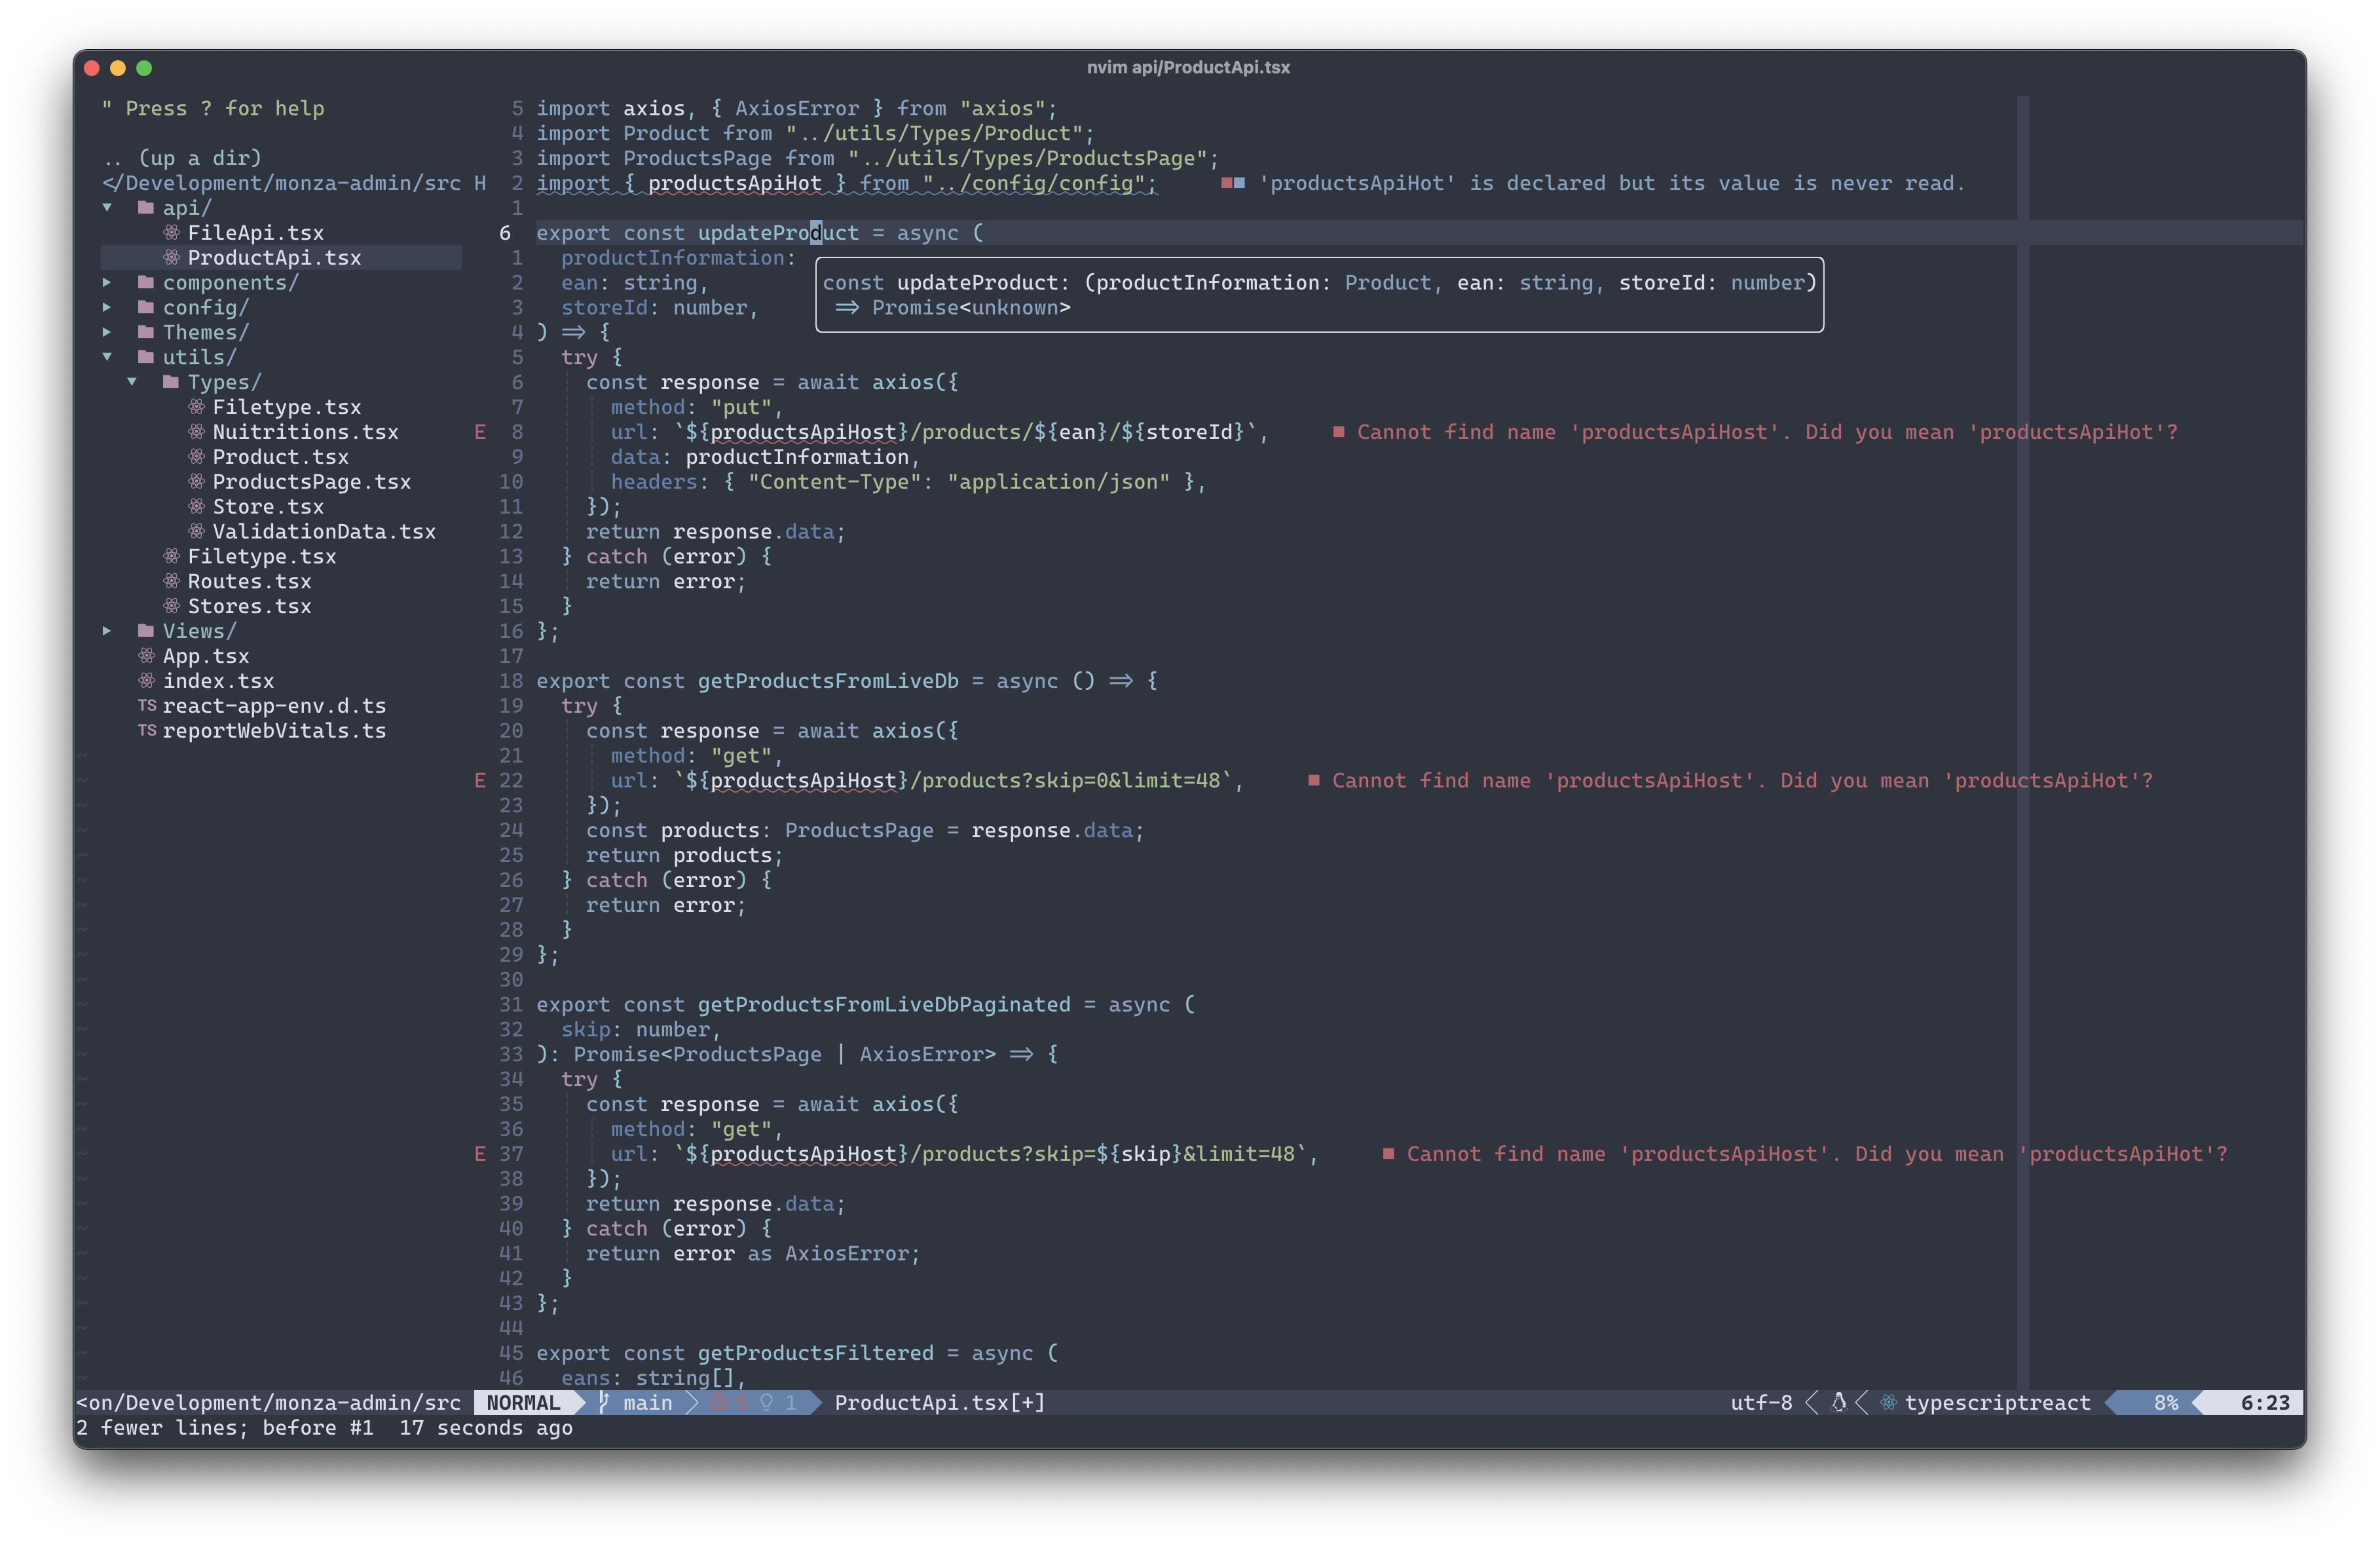 nvim api/ProductApi.tsx
" Press ? for help
.. (up a dir)
</Development/monza-admin/src H
▾ api/
FileApi.tsx
ProductApi.tsx
▸ components/
▸ config/
▸ Themes/
▾ utils/
▾ Types/
Filetype.tsx
Nuitritions.tsx
Product.tsx
ProductsPage.tsx
Store.tsx
ValidationData.tsx
Filetype.tsx
Routes.tsx
Stores.tsx
▸ Views/
App.tsx
index.tsx
TS react-app-env.d.ts
TS reportWebVitals.ts
5 import axios, { AxiosError } from "axios";
4 import Product from "../utils/Types/Product";
3 import ProductsPage from "../utils/Types/ProductsPage";
2 import { productsApiHot } from "../config/config"; ■■ 'productsApiHot' is declared but its value is never read.
1
6 export const updateProduct = async (
1 productInformation:
2 ean: string,
3 storeId: number,
const updateProduct: (productInformation: Product, ean: string, storeId: number)
=> Promise<unknown>
4 ) => {
5 try {
6 const response = await axios({
7 method: "put",
E 8 url: `${productsApiHost}/products/${ean}/${storeId}`, ■ Cannot find name 'productsApiHost'. Did you mean 'productsApiHot'?
9 data: productInformation,
10 headers: { "Content-Type": "application/json" },
11 });
12 return response.data;
13 } catch (error) {
14 return error;
15 }
16 };
17
18 export const getProductsFromLiveDb = async () => {
19 try {
20 const response = await axios({
21 method: "get",
E 22 url: `${productsApiHost}/products?skip=0&limit=48`, ■ Cannot find name 'productsApiHost'. Did you mean 'productsApiHot'?
23 });
24 const products: ProductsPage = response.data;
25 return products;
26 } catch (error) {
27 return error;
28 }
29 };
30
31 export const getProductsFromLiveDbPaginated = async (
32 skip: number,
33 ): Promise<ProductsPage | AxiosError> => {
34 try {
35 const response = await axios({
36 method: "get",
E 37 url: `${productsApiHost}/products?skip=${skip}&limit=48`, ■ Cannot find name 'productsApiHost'. Did you mean 'productsApiHot'?
38 });
39 return response.data;
40 } catch (error) {
41 return error as AxiosError;
42 }
43 };
44
45 export const getProductsFiltered = async (
46 eans: string[],
<on/Development/monza-admin/src NORMAL main 5 1 ProductApi.tsx[+] utf-8 typescriptreact 8% 6:23
2 fewer lines; before #1 17 seconds ago